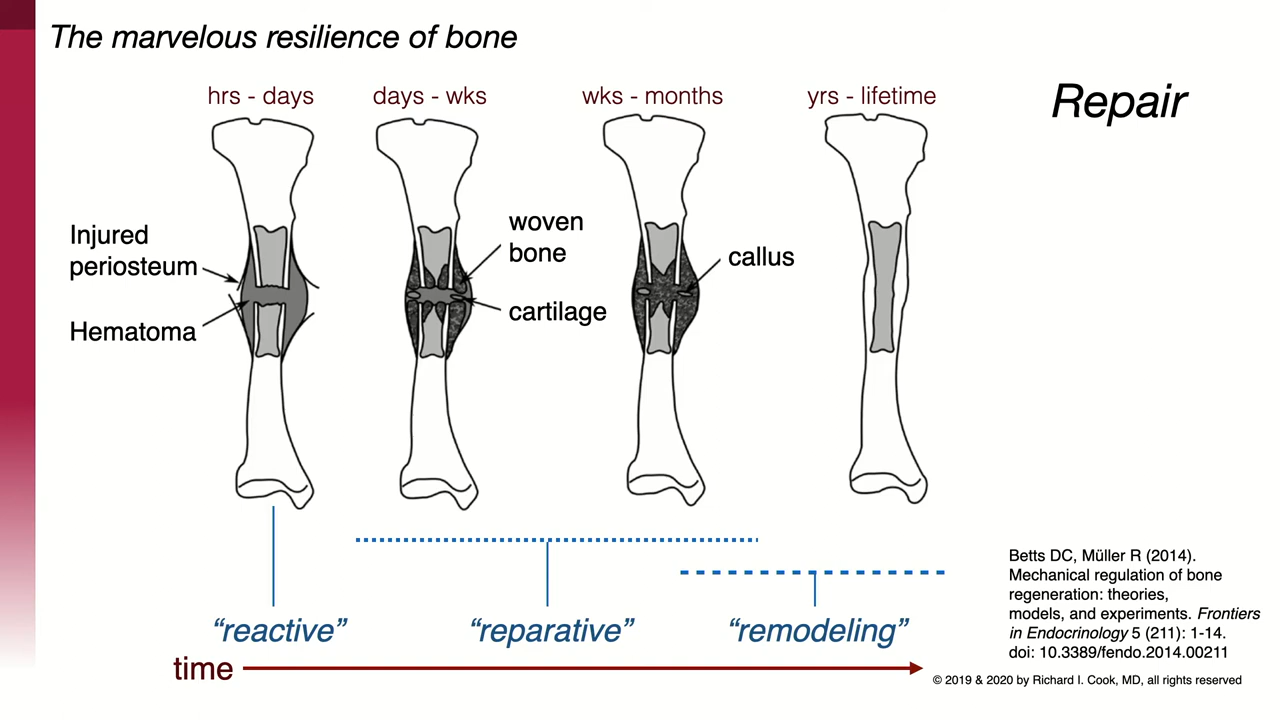 The marvelous resilience of bone
Repair
hrs - days
days - wks
wks - months
yrs - lifetime
Injured
periosteum
Hematoma
woven
bone
cartilage
callus
“reactive”
“reparative”
“remodeling”
time
Betts DC, Müller R (2014).
Mechanical regulation of bone
regeneration: theories,
models, and experiments. Frontiers
in Endocrinology 5 (211): 1-14.
doi: 10.3389/fendo.2014.00211
© 2019 & 2020 by Richard I. Cook, MD, all rights reserved